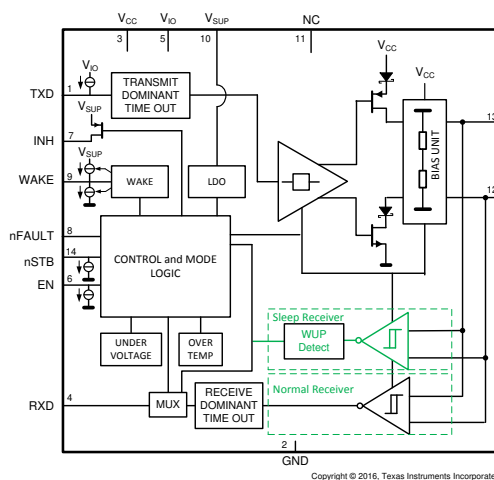 VCC VIO VSUP NC
3 5 10 11
VIO VCC
TXD 1 TRANSMIT DOMINANT TIME OUT
VCC
VSUP
INH 7
13
BIAS UNIT
VSUP
WAKE 9 WAKE LDO
12
nFAULT 8
CONTROL and MODE LOGIC
nSTB 14
EN 6
Sleep Receiver
WUP Detect
UNDER VOLTAGE
OVER TEMP
Normal Receiver
RXD 4 MUX RECEIVE DOMINANT TIME OUT
2
GND
Copyright © 2016, Texas Instruments Incorporate